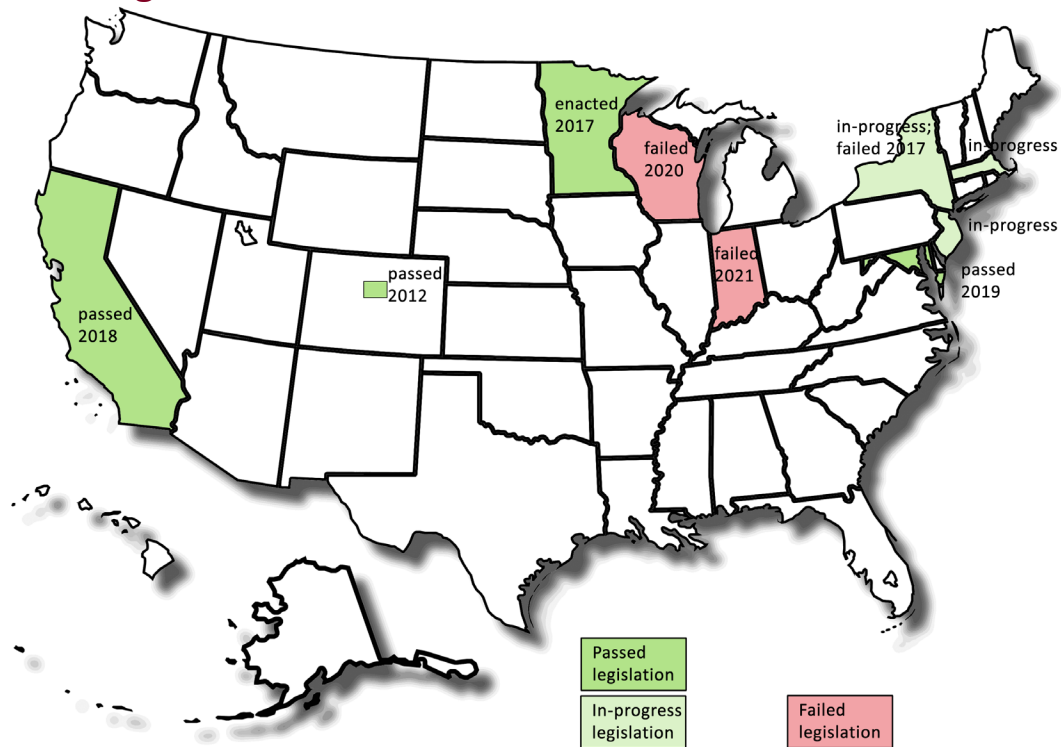 enacted
2017
failed
2020
in-progress;
failed 2017
in-progress
in-progress
passed
2019
failed
2021
passed
2012
passed
2018
Passed
legislation
In-progress
legislation
Failed
legislation